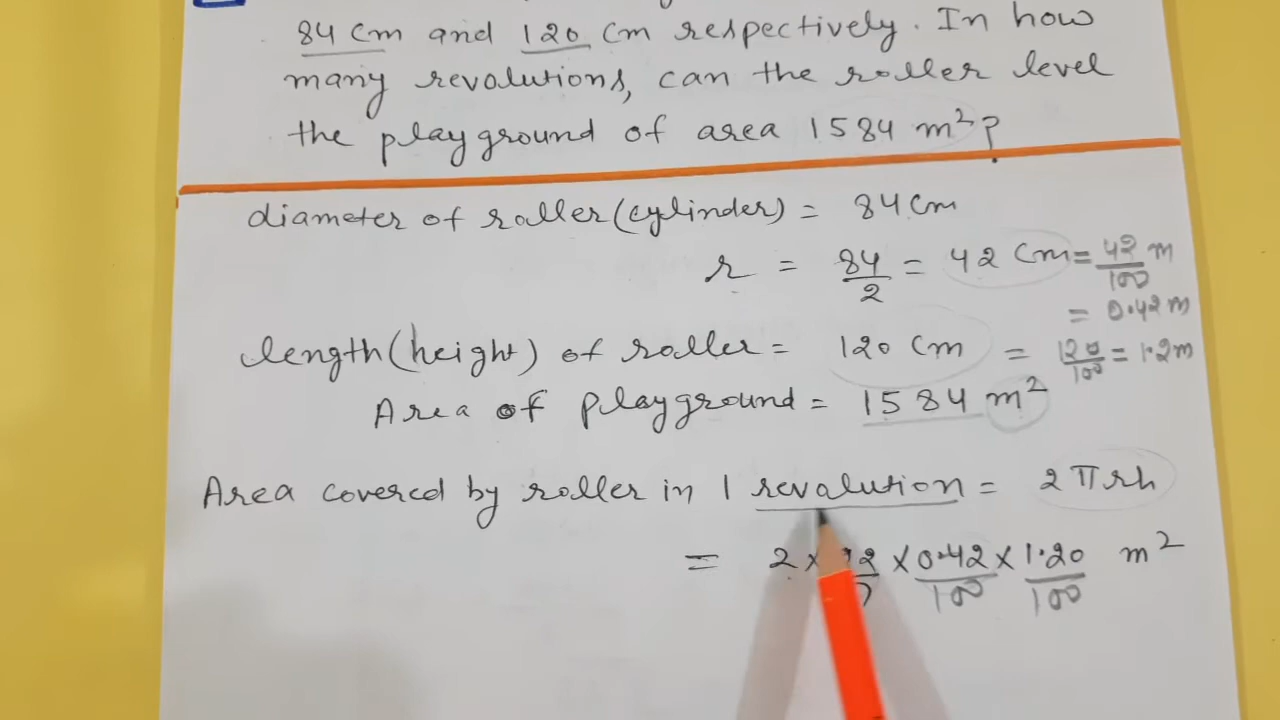 84 cm and 120 cm respectively. In how
many revolutions, can the roller level
the playground of area 1584 m²?
diameter of roller (cylinder) = 84 cm
r = 84/2 = 42 cm = 42/100 m
= 0.42 m
length (height) of roller = 120 cm = 120/100 = 1.2m
Area of playground = 1584 m²
Area covered by roller in 1 revolution = 2πrh
= 2 × × 0.42/100 × 1.20/100 m²